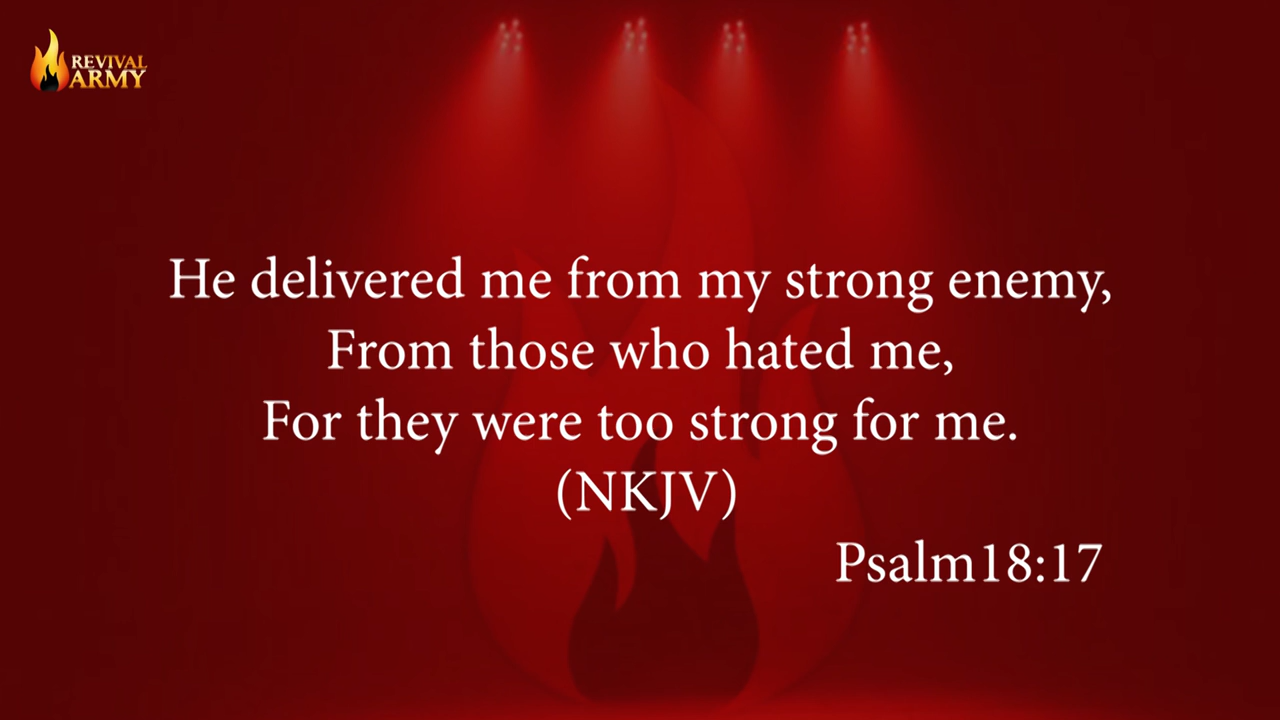 REVIVAL
ARMY
He delivered me from my strong enemy,
From those who hated me,
For they were too strong for me.
(NKJV)
Psalm18:17